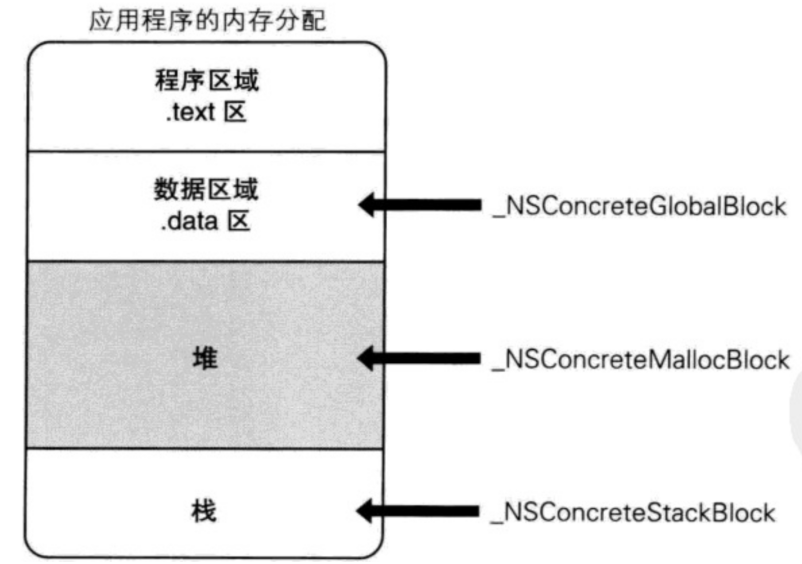 应用程序的内存分配
程序区域
.text 区
数据区域
.data 区
_NSConcreteGlobalBlock
堆
_NSConcreteMallocBlock
栈
_NSConcreteStackBlock